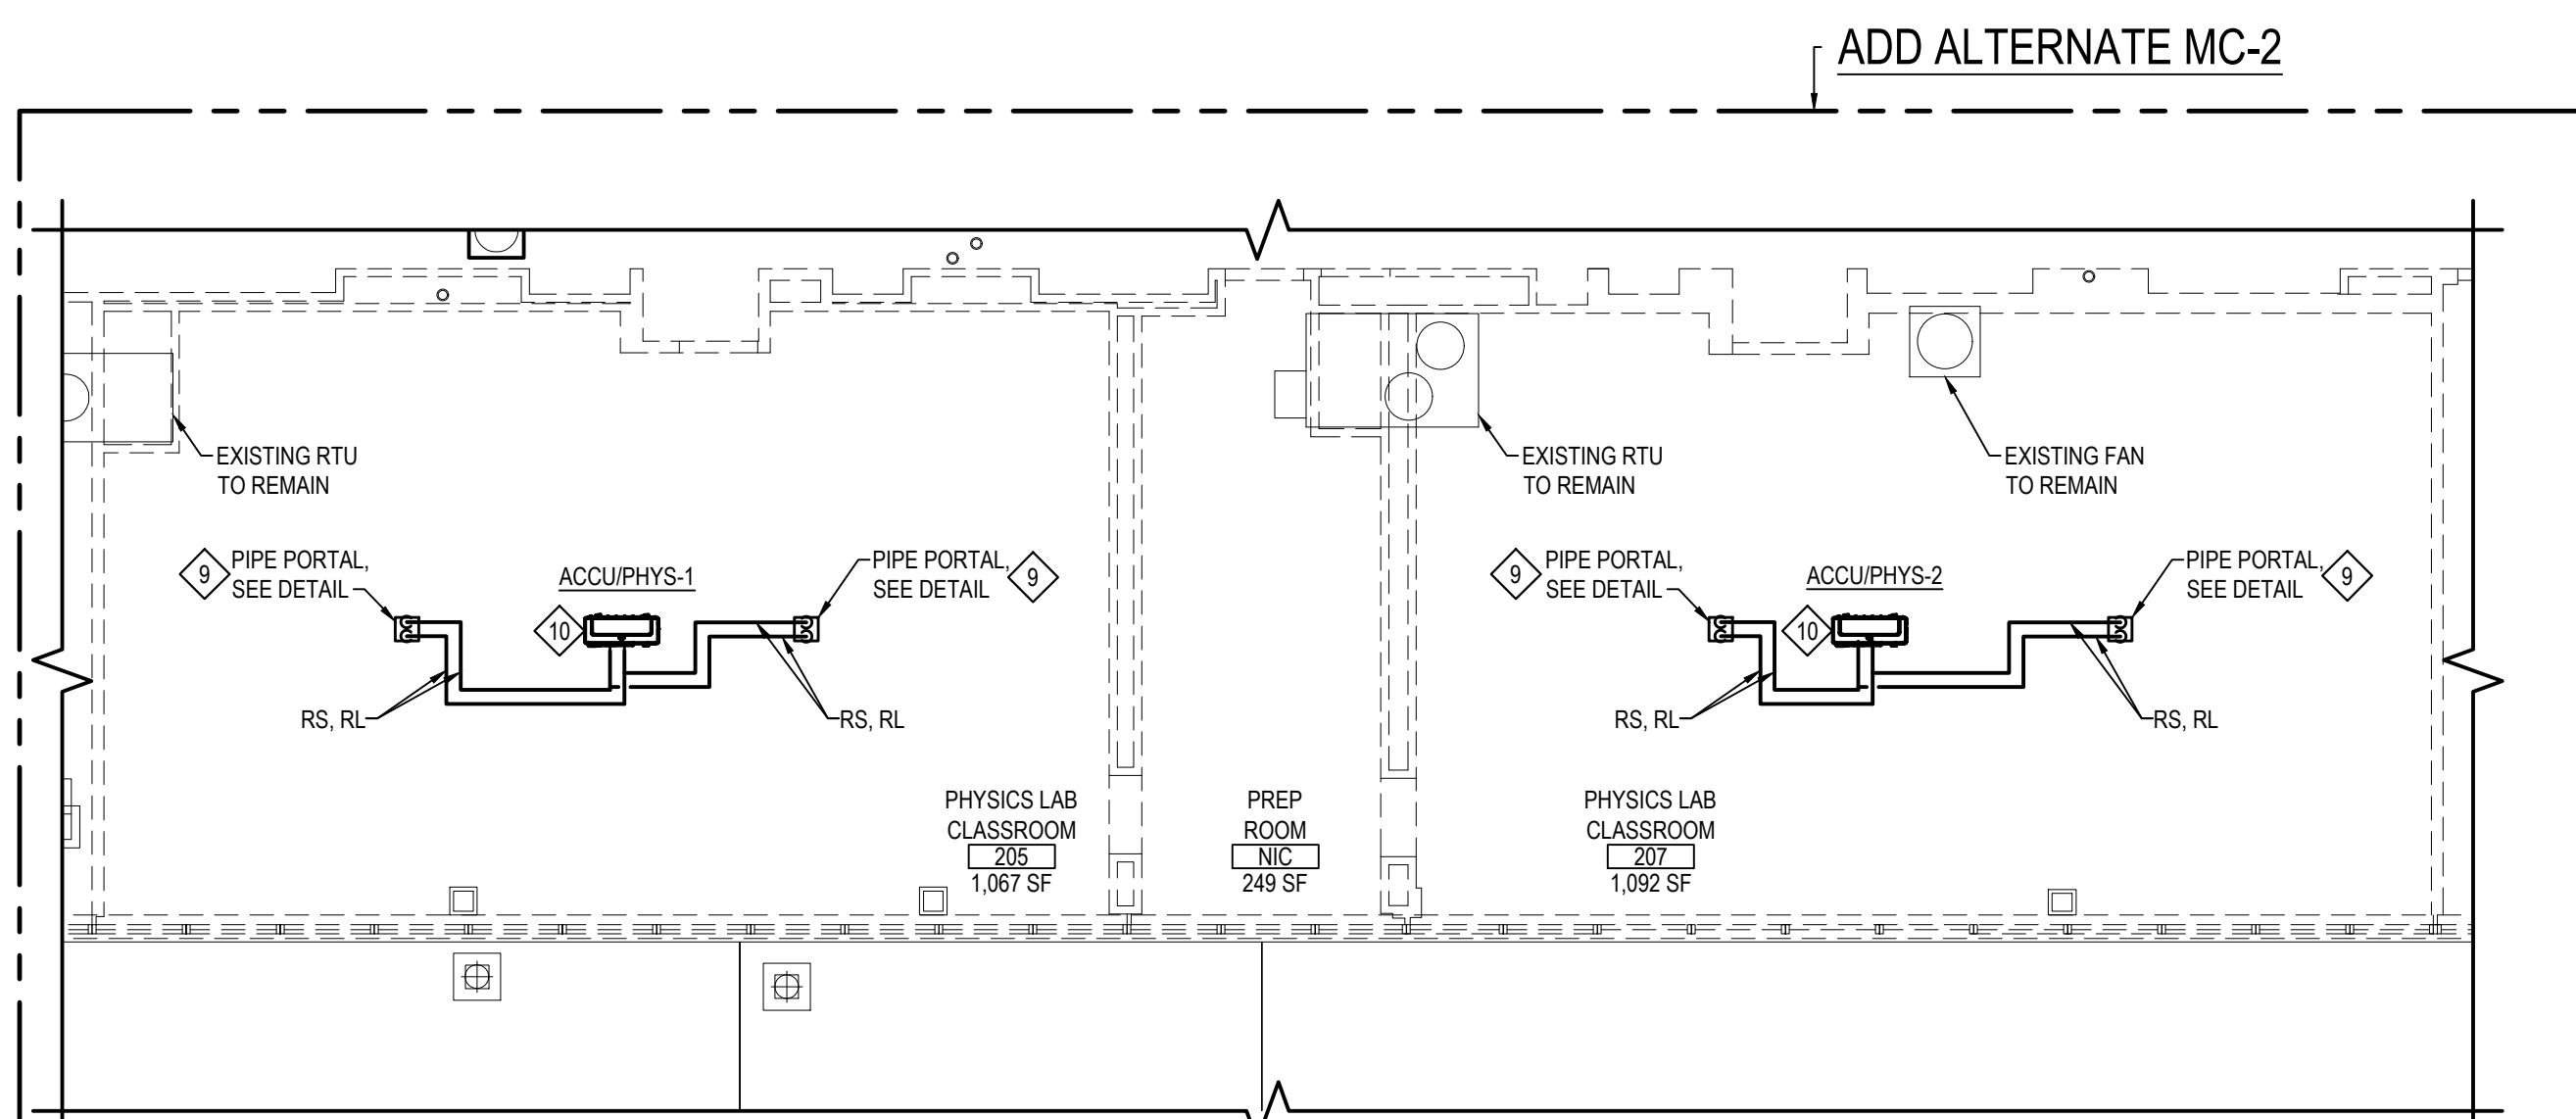 ADD ALTERNATE MC-2
EXISTING RTU
TO REMAIN
EXISTING RTU
TO REMAIN
EXISTING FAN
TO REMAIN
9
PIPE PORTAL,
SEE DETAIL
ACCU/PHYS-1
10
PIPE PORTAL,
SEE DETAIL
9
RS, RL
RS, RL
9
PIPE PORTAL,
SEE DETAIL
ACCU/PHYS-2
10
PIPE PORTAL,
SEE DETAIL
9
RS, RL
RS, RL
PHYSICS LAB
CLASSROOM
205
1,067 SF
PREP
ROOM
NIC
249 SF
PHYSICS LAB
CLASSROOM
207
1,092 SF